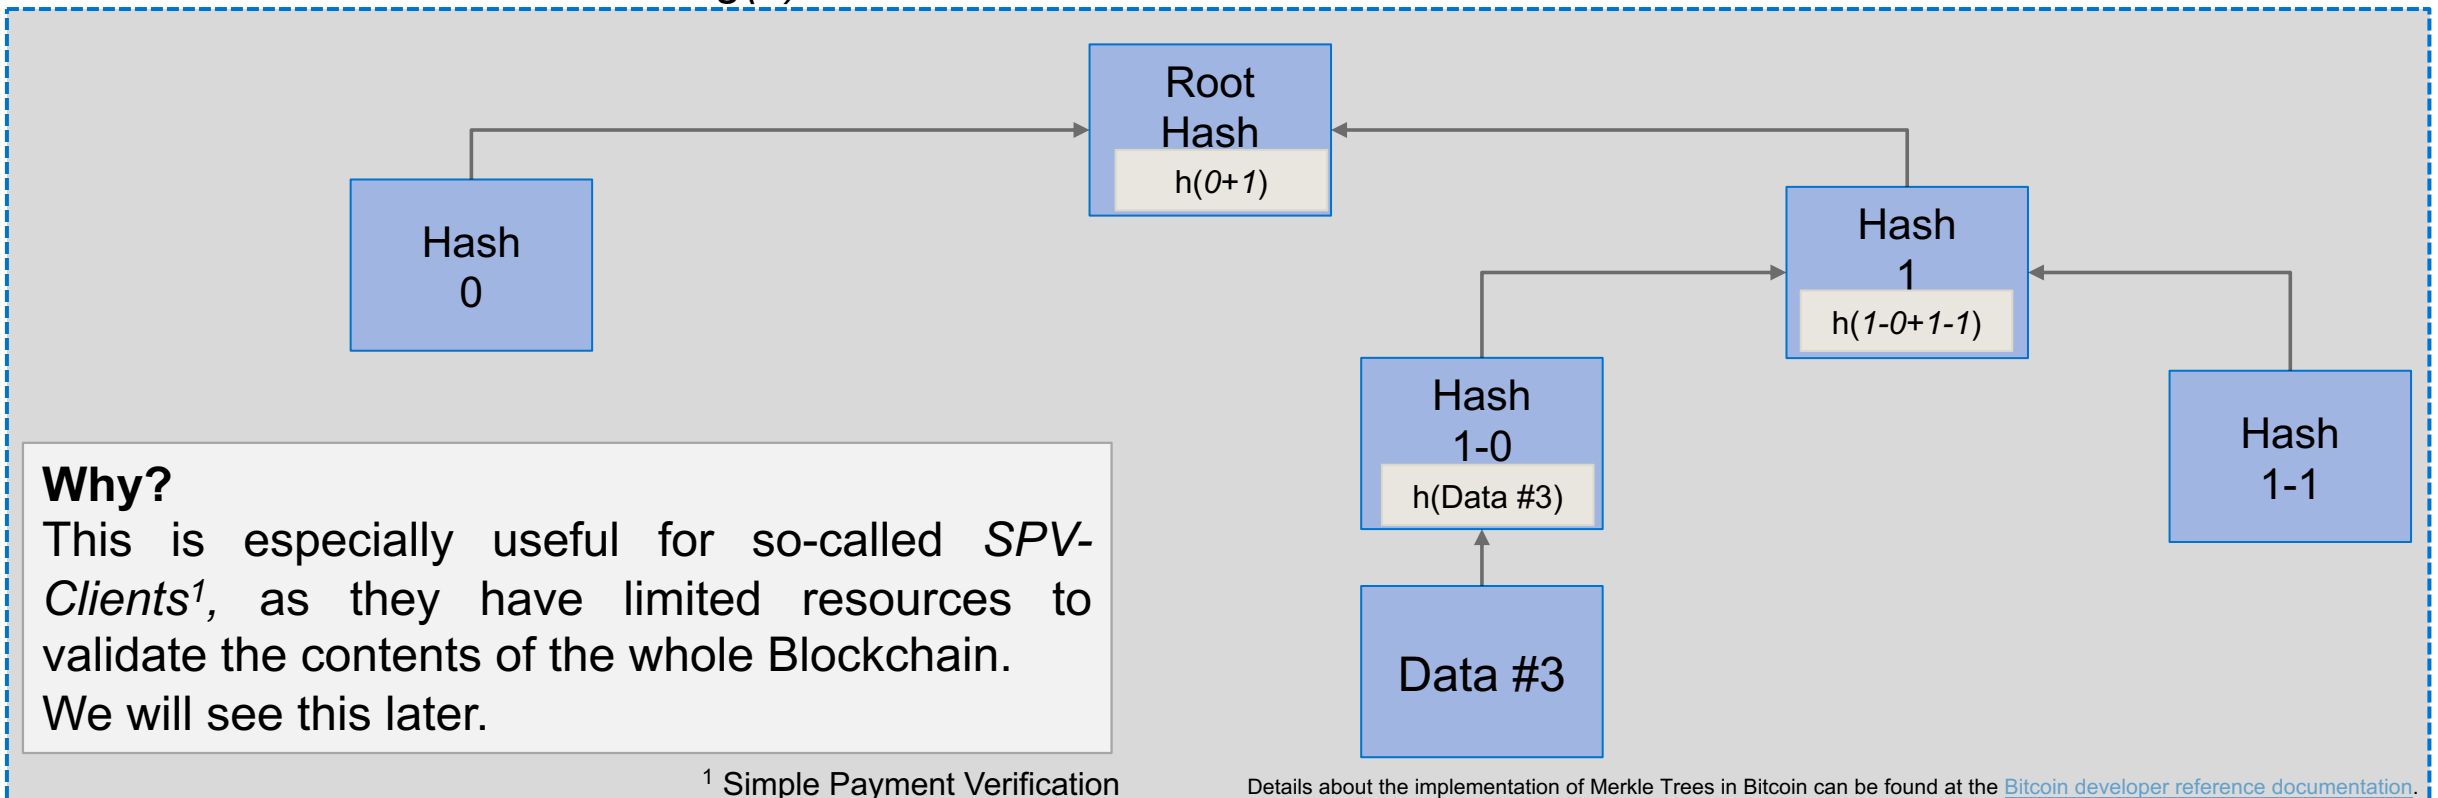 Root
Hash
h(0+1)
Hash
0
Hash
1
h(1-0+1-1)
Hash
1-0
h(Data #3)
Hash
1-1
Data #3
Why?
This is especially useful for so-called SPV-
Clients¹, as they have limited resources to
validate the contents of the whole Blockchain.
We will see this later.
¹ Simple Payment Verification
Details about the implementation of Merkle Trees in Bitcoin can be found at the Bitcoin developer reference documentation.